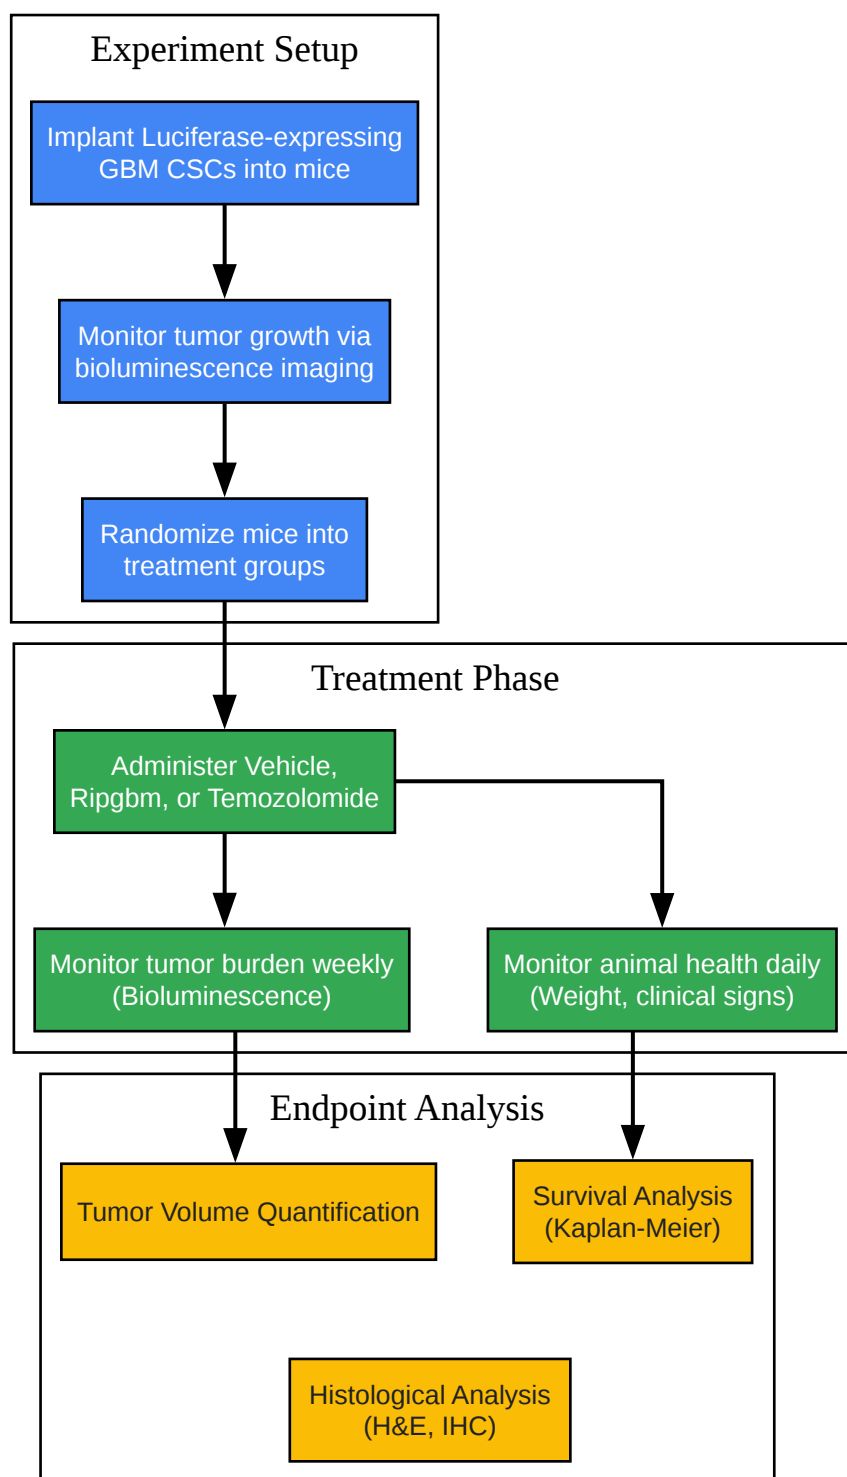 Experiment Setup
Implant Luciferase-expressing
GBM CSCs into mice
Monitor tumor growth via
bioluminescence imaging
Randomize mice into
treatment groups
Treatment Phase
Administer Vehicle,
Ripgbm, or Temozolomide
Monitor tumor burden weekly
(Bioluminescence)
Monitor animal health daily
(Weight, clinical signs)
Endpoint Analysis
Tumor Volume Quantification
Survival Analysis
(Kaplan-Meier)
Histological Analysis
(H&E, IHC)